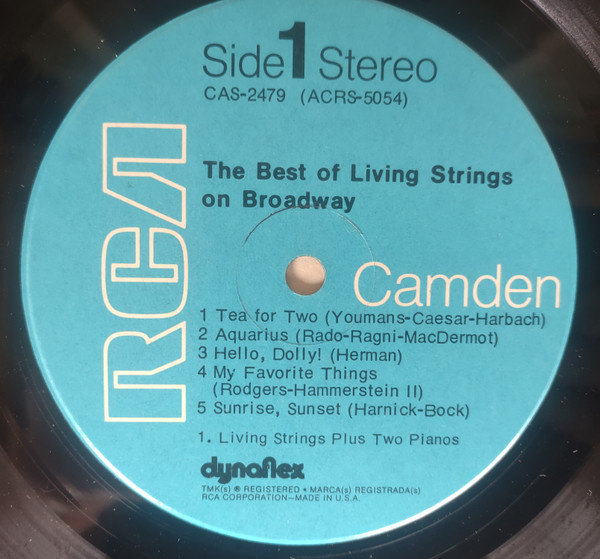 Side 1 Stereo
CAS-2479 (ACRS-5054)
RCA
The Best of Living Strings
on Broadway
Camden
1 Tea for Two (Youmans-Caesar-Harbach)
2 Aquarius (Rado-Ragni-MacDermot)
3 Hello, Dolly! (Herman)
4 My Favorite Things
(Rodgers-Hammerstein II)
5 Sunrise, Sunset (Harnick-Bock)
1. Living Strings Plus Two Pianos
dynaflex
TMK(s) ® REGISTERED • MARCA(s) REGISTRADA(s)
RCA CORPORATION—MADE IN U.S.A.